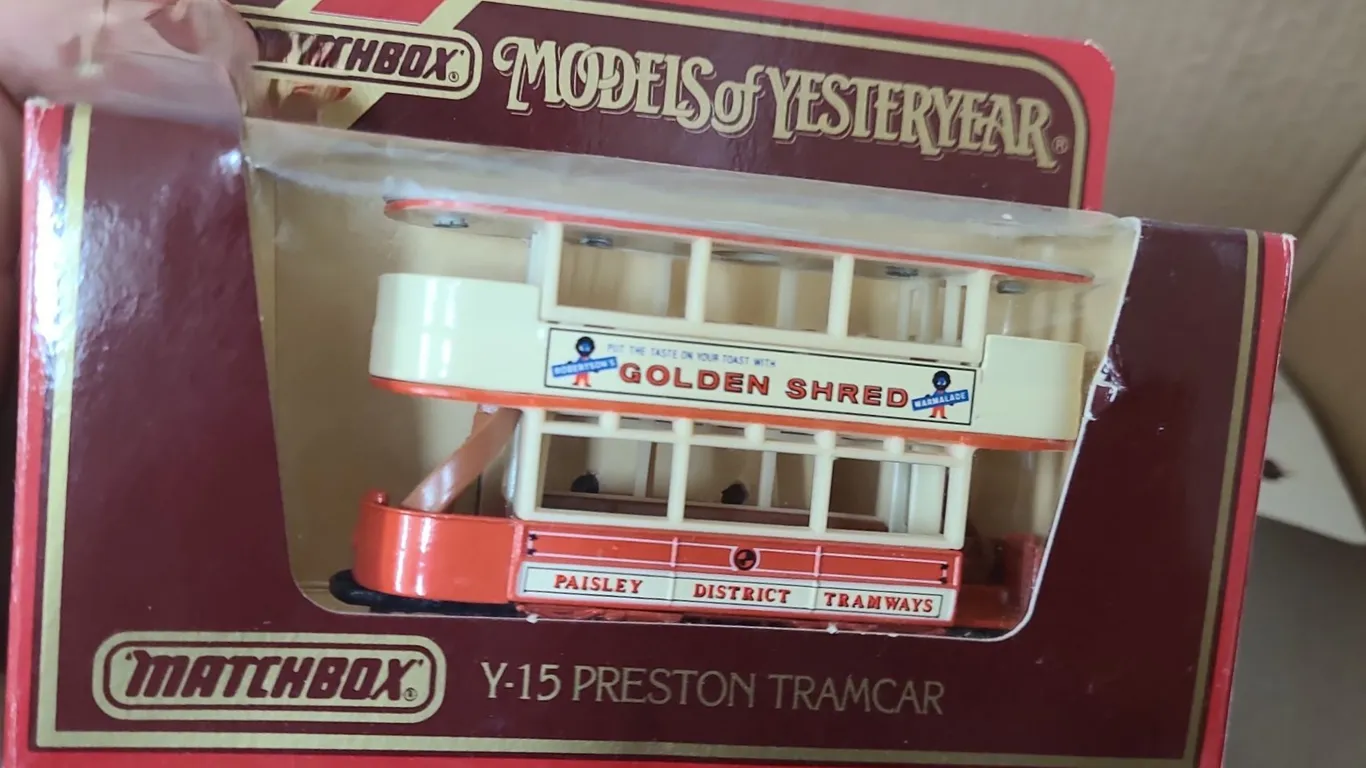 MATCHBOX®
MODELS of YESTERYEAR®
PUT THE TASTE ON YOUR TOAST WITH
ROBERTSON'S
GOLDEN SHRED
MARMALADE
PAISLEY DISTRICT TRAMWAYS
"MATCHBOX"®
Y-15 PRESTON TRAMCAR